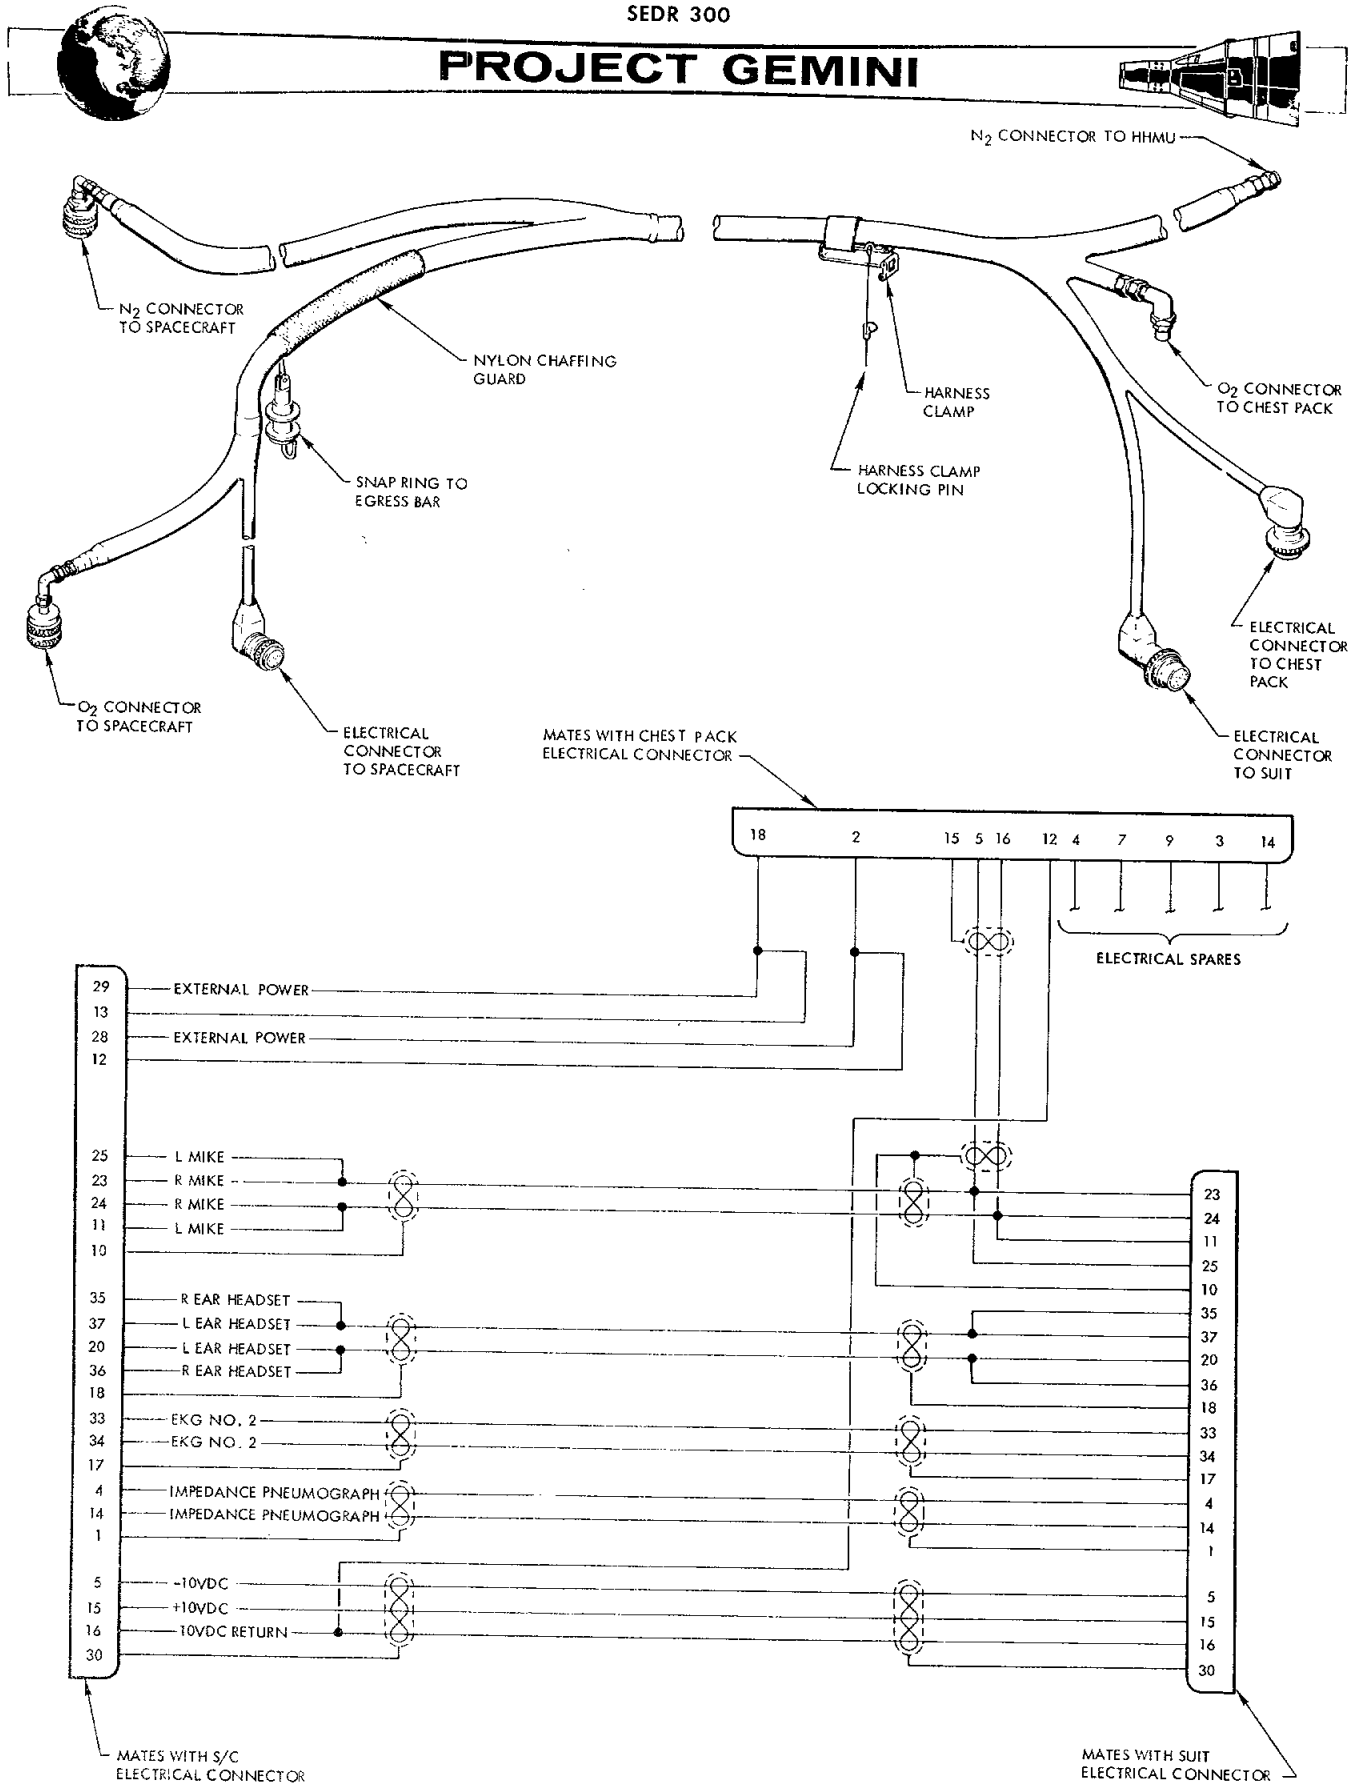 SEDR 300
PROJECT GEMINI
N2 CONNECTOR TO HHMU
N2 CONNECTOR
TO SPACECRAFT
NYLON CHAFFING
GUARD
HARNESS
CLAMP
O2 CONNECTOR
TO CHEST PACK
SNAP RING TO
EGRESS BAR
HARNESS CLAMP
LOCKING PIN
ELECTRICAL
CONNECTOR
TO CHEST
PACK
O2 CONNECTOR
TO SPACECRAFT
ELECTRICAL
CONNECTOR
TO SPACECRAFT
MATES WITH CHEST PACK
ELECTRICAL CONNECTOR
ELECTRICAL
CONNECTOR
TO SUIT
18 2 15 5 16 12 4 7 9 3 14
ELECTRICAL SPARES
29 EXTERNAL POWER
13
28 EXTERNAL POWER
12
25 L MIKE
23 R MIKE
24 R MIKE
11 L MIKE
10
35 R EAR HEADSET
37 L EAR HEADSET
20 L EAR HEADSET
36 R EAR HEADSET
18
33 EKG NO. 2
34 EKG NO. 2
17
4 IMPEDANCE PNEUMOGRAPH
14 IMPEDANCE PNEUMOGRAPH
1
5 -10VDC
15 +10VDC
16 10VDC RETURN
30
23
24
11
25
10
35
37
20
36
18
33
34
17
4
14
1
5
15
16
30
MATES WITH S/C
ELECTRICAL CONNECTOR
MATES WITH SUIT
ELECTRICAL CONNECTOR